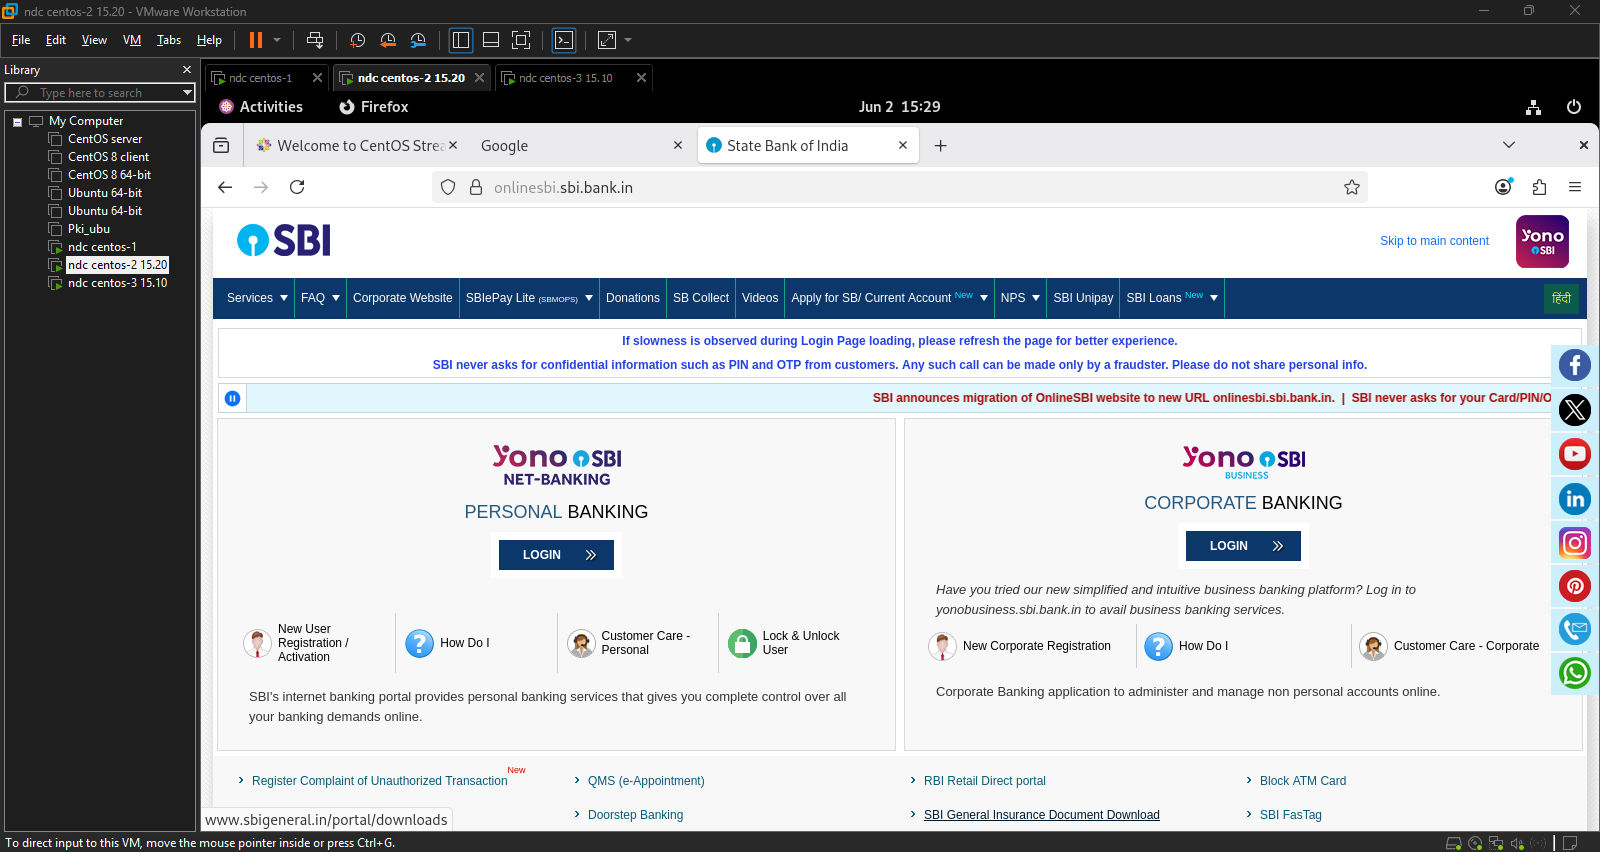 ndc centos-2 15.20 - VMware Workstation
File Edit View VM Tabs Help
Library
Type here to search
My Computer
CentOS server
CentOS 8 client
CentOS 8 64-bit
Ubuntu 64-bit
Ubuntu 64-bit
Pki_ubu
ndc centos-1
ndc centos-2 15.20
ndc centos-3 15.10
ndc centos-1 ndc centos-2 15.20 ndc centos-3 15.10
Activities Firefox Jun 2 15:29
Welcome to CentOS Strea Google State Bank of India
onlinesbi.sbi.bank.in
SBI
Skip to main content
yono SBI
Services FAQ Corporate Website SBIePay Lite (SBMOPS) Donations SB Collect Videos Apply for SB/ Current Account New NPS SBI Unipay SBI Loans New हिंदी
If slowness is observed during Login Page loading, please refresh the page for better experience.
SBI never asks for confidential information such as PIN and OTP from customers. Any such call can be made only by a fraudster. Please do not share personal info.
SBI announces migration of OnlineSBI website to new URL onlinesbi.sbi.bank.in. | SBI never asks for your Card/PIN/O
yono SBI
NET-BANKING
PERSONAL BANKING
LOGIN
New User
Registration /
Activation
How Do I
Customer Care -
Personal
Lock & Unlock
User
SBI's internet banking portal provides personal banking services that gives you complete control over all
your banking demands online.
yono SBI
BUSINESS
CORPORATE BANKING
LOGIN
Have you tried our new simplified and intuitive business banking platform? Log in to
yonobusiness.sbi.bank.in to avail business banking services.
New Corporate Registration
How Do I
Customer Care - Corporate
Corporate Banking application to administer and manage non personal accounts online.
Register Complaint of Unauthorized Transaction New
QMS (e-Appointment)
RBI Retail Direct portal
Block ATM Card
Doorstep Banking
SBI General Insurance Document Download
SBI FasTag
www.sbigeneral.in/portal/downloads
To direct input to this VM, move the mouse pointer inside or press Ctrl+G.